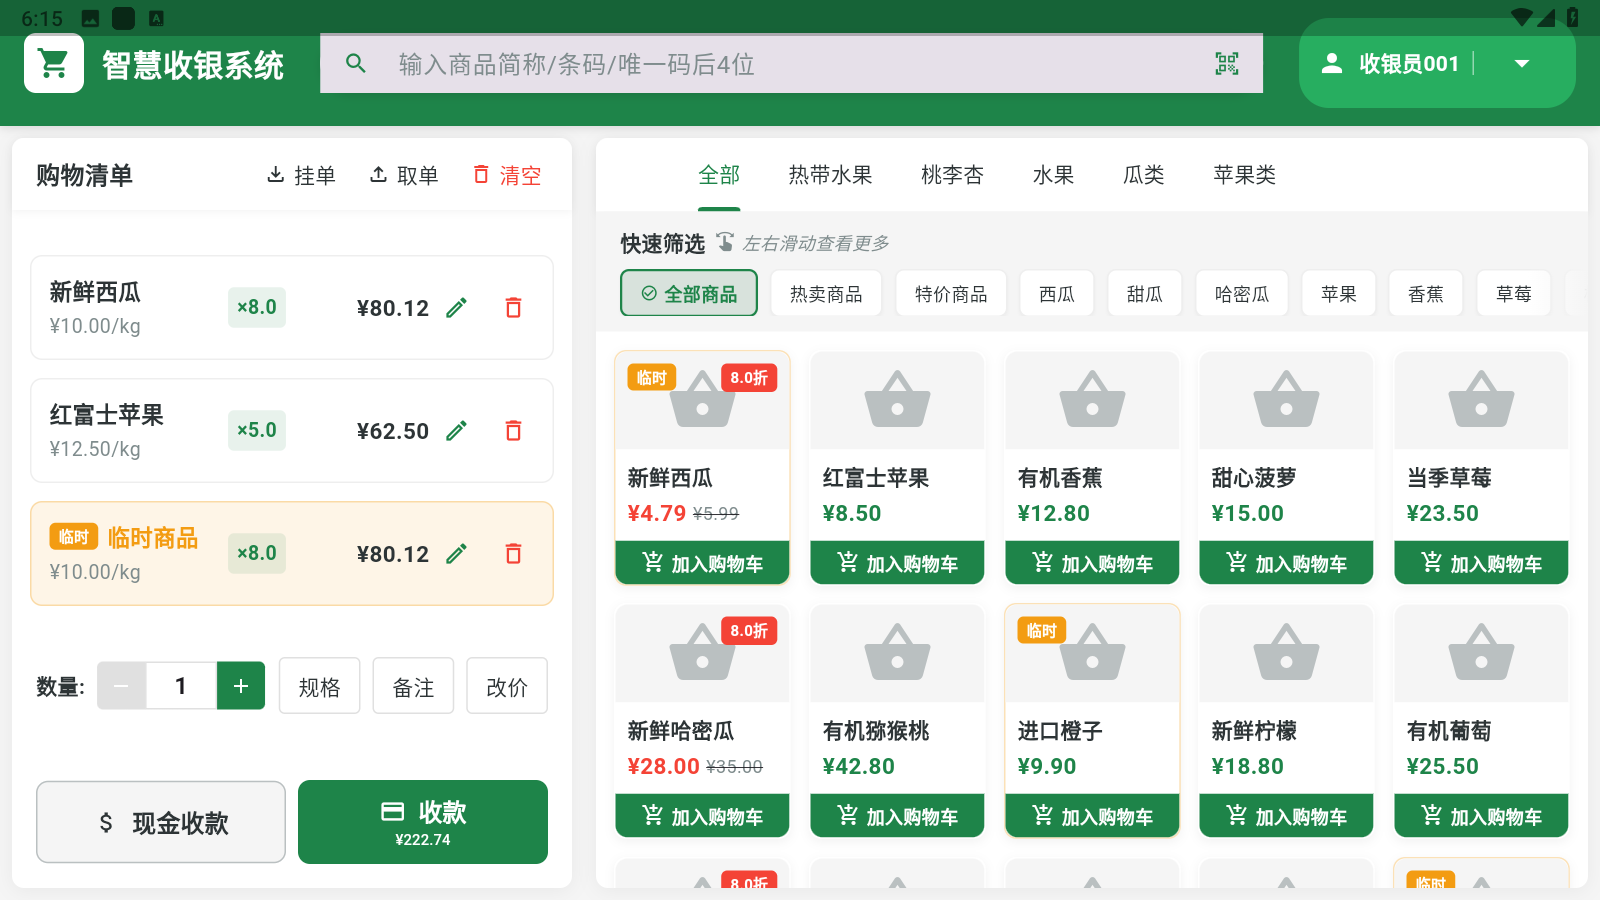 6:15
智慧收银系统
输入商品简称/条码/唯一码后4位
收银员001
购物清单
挂单
取单
清空
新鲜西瓜
¥10.00/kg
×8.0
¥80.12
红富士苹果
¥12.50/kg
×5.0
¥62.50
临时 临时商品
¥10.00/kg
×8.0
¥80.12
数量:
1
规格
备注
改价
现金收款
收款
¥222.74
全部
热带水果
桃李杏
水果
瓜类
苹果类
快速筛选 左右滑动查看更多
全部商品
热卖商品
特价商品
西瓜
甜瓜
哈密瓜
苹果
香蕉
草莓
临时
8.0折
新鲜西瓜
¥4.79 ¥5.99
加入购物车
红富士苹果
¥8.50
加入购物车
有机香蕉
¥12.80
加入购物车
甜心菠萝
¥15.00
加入购物车
当季草莓
¥23.50
加入购物车
8.0折
新鲜哈密瓜
¥28.00 ¥35.00
加入购物车
有机猕猴桃
¥42.80
加入购物车
临时
进口橙子
¥9.90
加入购物车
新鲜柠檬
¥18.80
加入购物车
有机葡萄
¥25.50
加入购物车
8.0折
临时